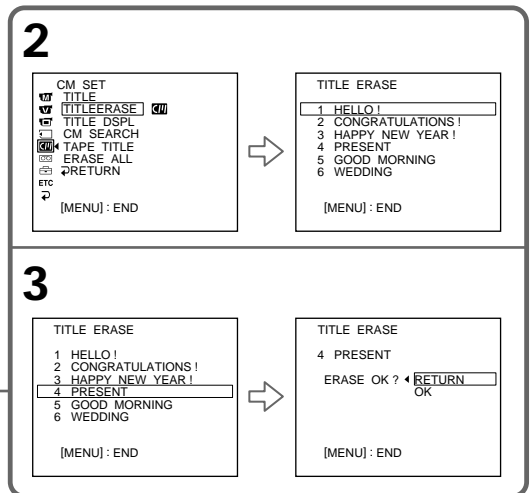 2
CM SET
TITLE
TITLEERASE
TITLE DSPL
CM SEARCH
TAPE TITLE
ERASE ALL
RETURN
ETC
[MENU] : END
TITLE ERASE
1 HELLO !
2 CONGRATULATIONS !
3 HAPPY NEW YEAR !
4 PRESENT
5 GOOD MORNING
6 WEDDING
[MENU] : END
3
TITLE ERASE
1 HELLO !
2 CONGRATULATIONS !
3 HAPPY NEW YEAR !
4 PRESENT
5 GOOD MORNING
6 WEDDING
[MENU] : END
TITLE ERASE
4 PRESENT
ERASE OK ? RETURN
OK
[MENU] : END